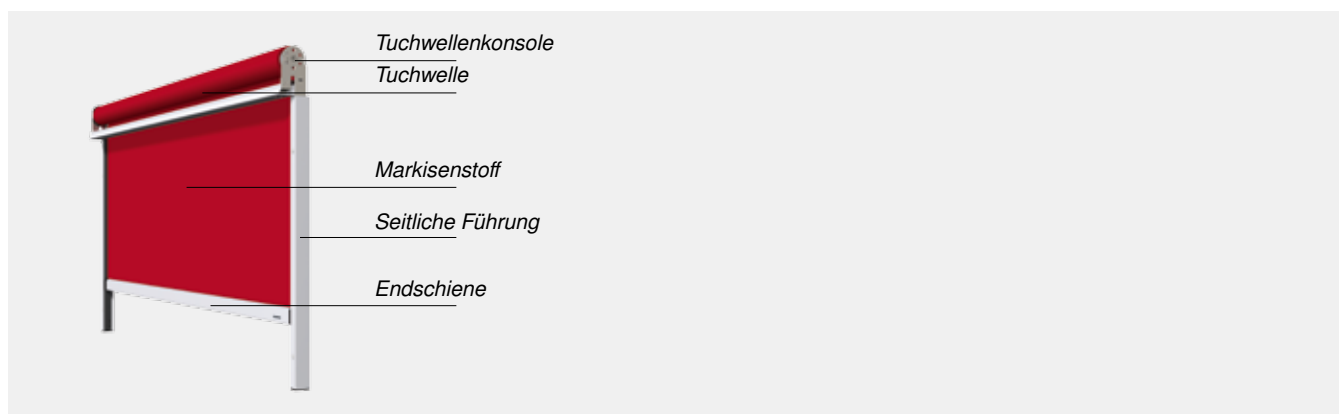 Tuchwellenkonsole
Tuchwelle
Markisenstoff
Seitliche Führung
Endschiene